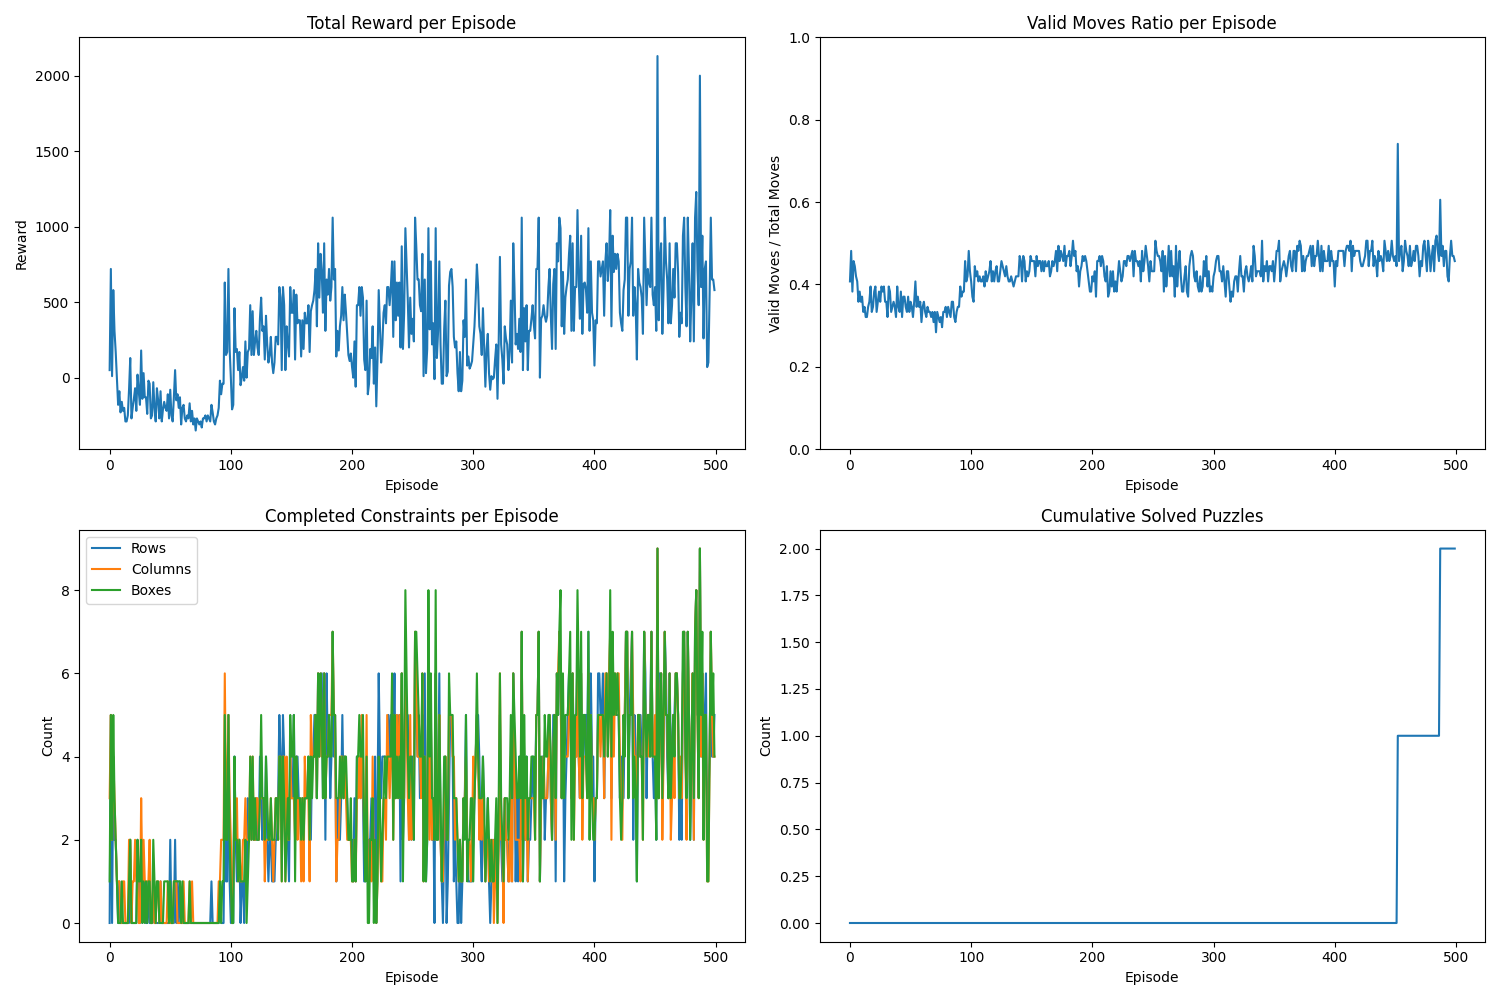 Total Reward per Episode
Reward
2000
1500
1000
500
0
0 100 200 300 400 500
Episode
Valid Moves Ratio per Episode
Valid Moves / Total Moves
1.0
0.8
0.6
0.4
0.2
0.0
0 100 200 300 400 500
Episode
Completed Constraints per Episode
Rows
Columns
Boxes
Count
8
6
4
2
0
0 100 200 300 400 500
Episode
Cumulative Solved Puzzles
Count
2.00
1.75
1.50
1.25
1.00
0.75
0.50
0.25
0.00
0 100 200 300 400 500
Episode